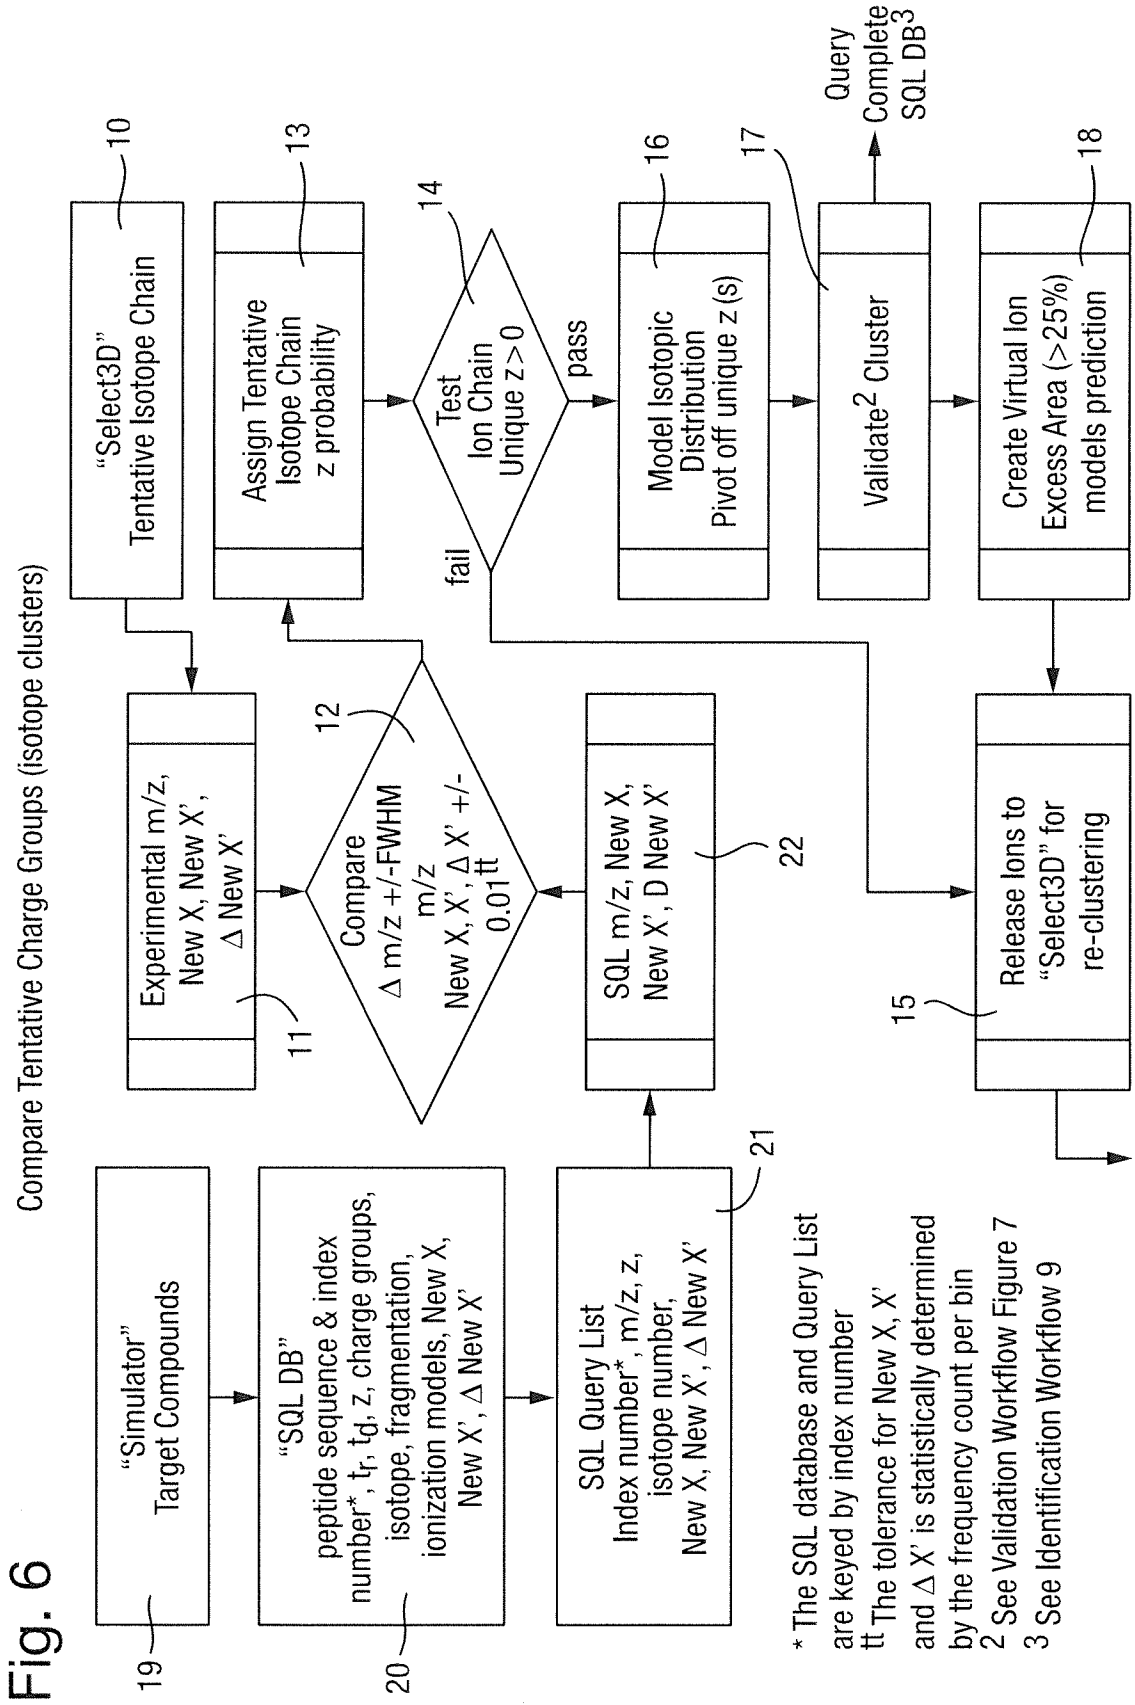 Fig. 6
Compare Tentative Charge Groups (isotope clusters)
19
“Simulator”
Target Compounds
20
“SQL DB”
peptide sequence & index
number*, tr, td, z, charge groups,
isotope, fragmentation,
ionization models, New X,
New X’, Δ New X’
SQL Query List
Index number*, m/z, z,
isotope number,
New X, New X’, Δ New X’
21
Experimental m/z,
New X, New X’,
Δ New X’
11
Compare
Δ m/z +/-FWHM
m/z
New X, X’, Δ X’ +/-
0.01tt
12
SQL m/z, New X,
New X’, D New X’
22
“Select3D”
Tentative Isotope Chain
10
Assign Tentative
Isotope Chain
z probability
13
Test
Ion Chain
Unique z>0
14
fail
pass
Model Isotopic
Distribution
Pivot off unique z (s)
16
Validate2 Cluster
17
Query
Complete
SQL DB3
Create Virtual Ion
Excess Area (>25%)
models prediction
18
Release Ions to
“Select3D” for
re-clustering
15
* The SQL database and Query List
are keyed by index number
tt The tolerance for New X, X’
and Δ X’ is statistically determined
by the frequency count per bin
2 See Validation Workflow Figure 7
3 See Identification Workflow 9